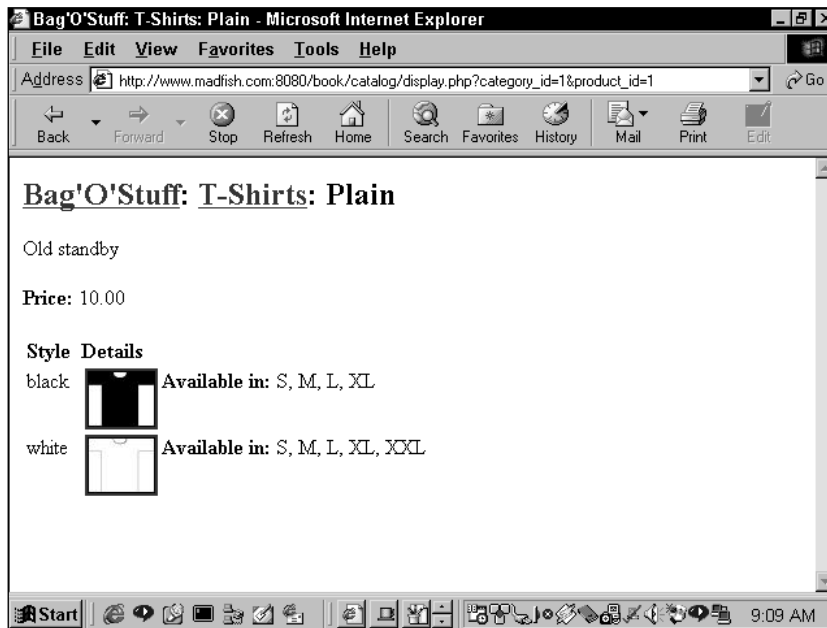 Bag'O'Stuff: T-Shirts: Plain - Microsoft Internet Explorer
File Edit View Favorites Tools Help
Address http://www.madfish.com:8080/book/catalog/display.php?category_id=1&product_id=1 Go
Back Forward Stop Refresh Home Search Favorites History Mail Print Edit
Bag'O'Stuff: T-Shirts: Plain
Old standby
Price: 10.00
Style Details
black Available in: S, M, L, XL
white Available in: S, M, L, XL, XXL
Start 9:09 AM